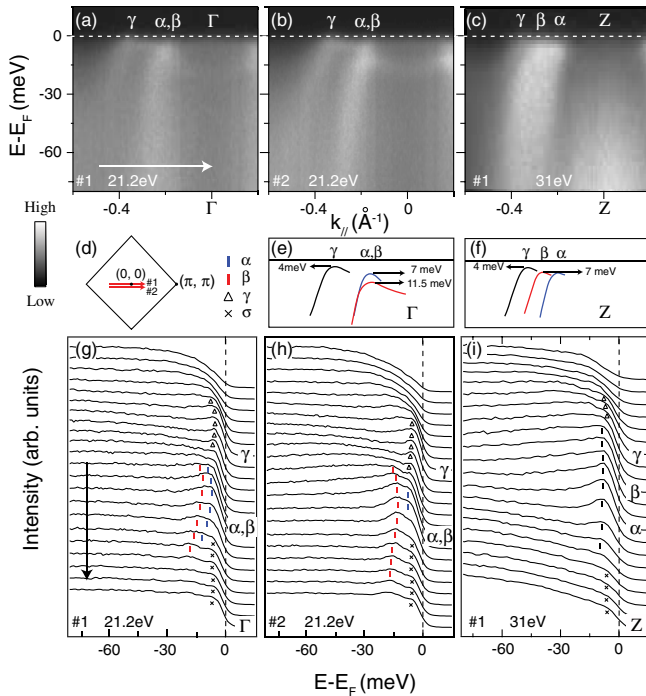 (a) γ α,β Γ
(b) γ α,β
(c) γ β α Z
E-E_F (meV)
0
-30
-60
#1 21.2eV
#2 21.2eV
#1 31eV
-0.4 Γ
-0.4 0
-0.4 Z
k_// (Å⁻¹)
High
Low
(d)
(0, 0)
#1
#2
(π, π)
α
β
γ
σ
(e) γ α,β
4meV
7 meV
11.5 meV
Γ
(f) γ β α
4 meV
7 meV
Z
Intensity (arb. units)
(g)
γ
α,β
#1 21.2eV Γ
(h)
γ
α,β
#2 21.2eV
(i)
γ
β
α
#1 31eV Z
-60 -30 0
-60 -30 0
-60 -30 0
E-E_F (meV)